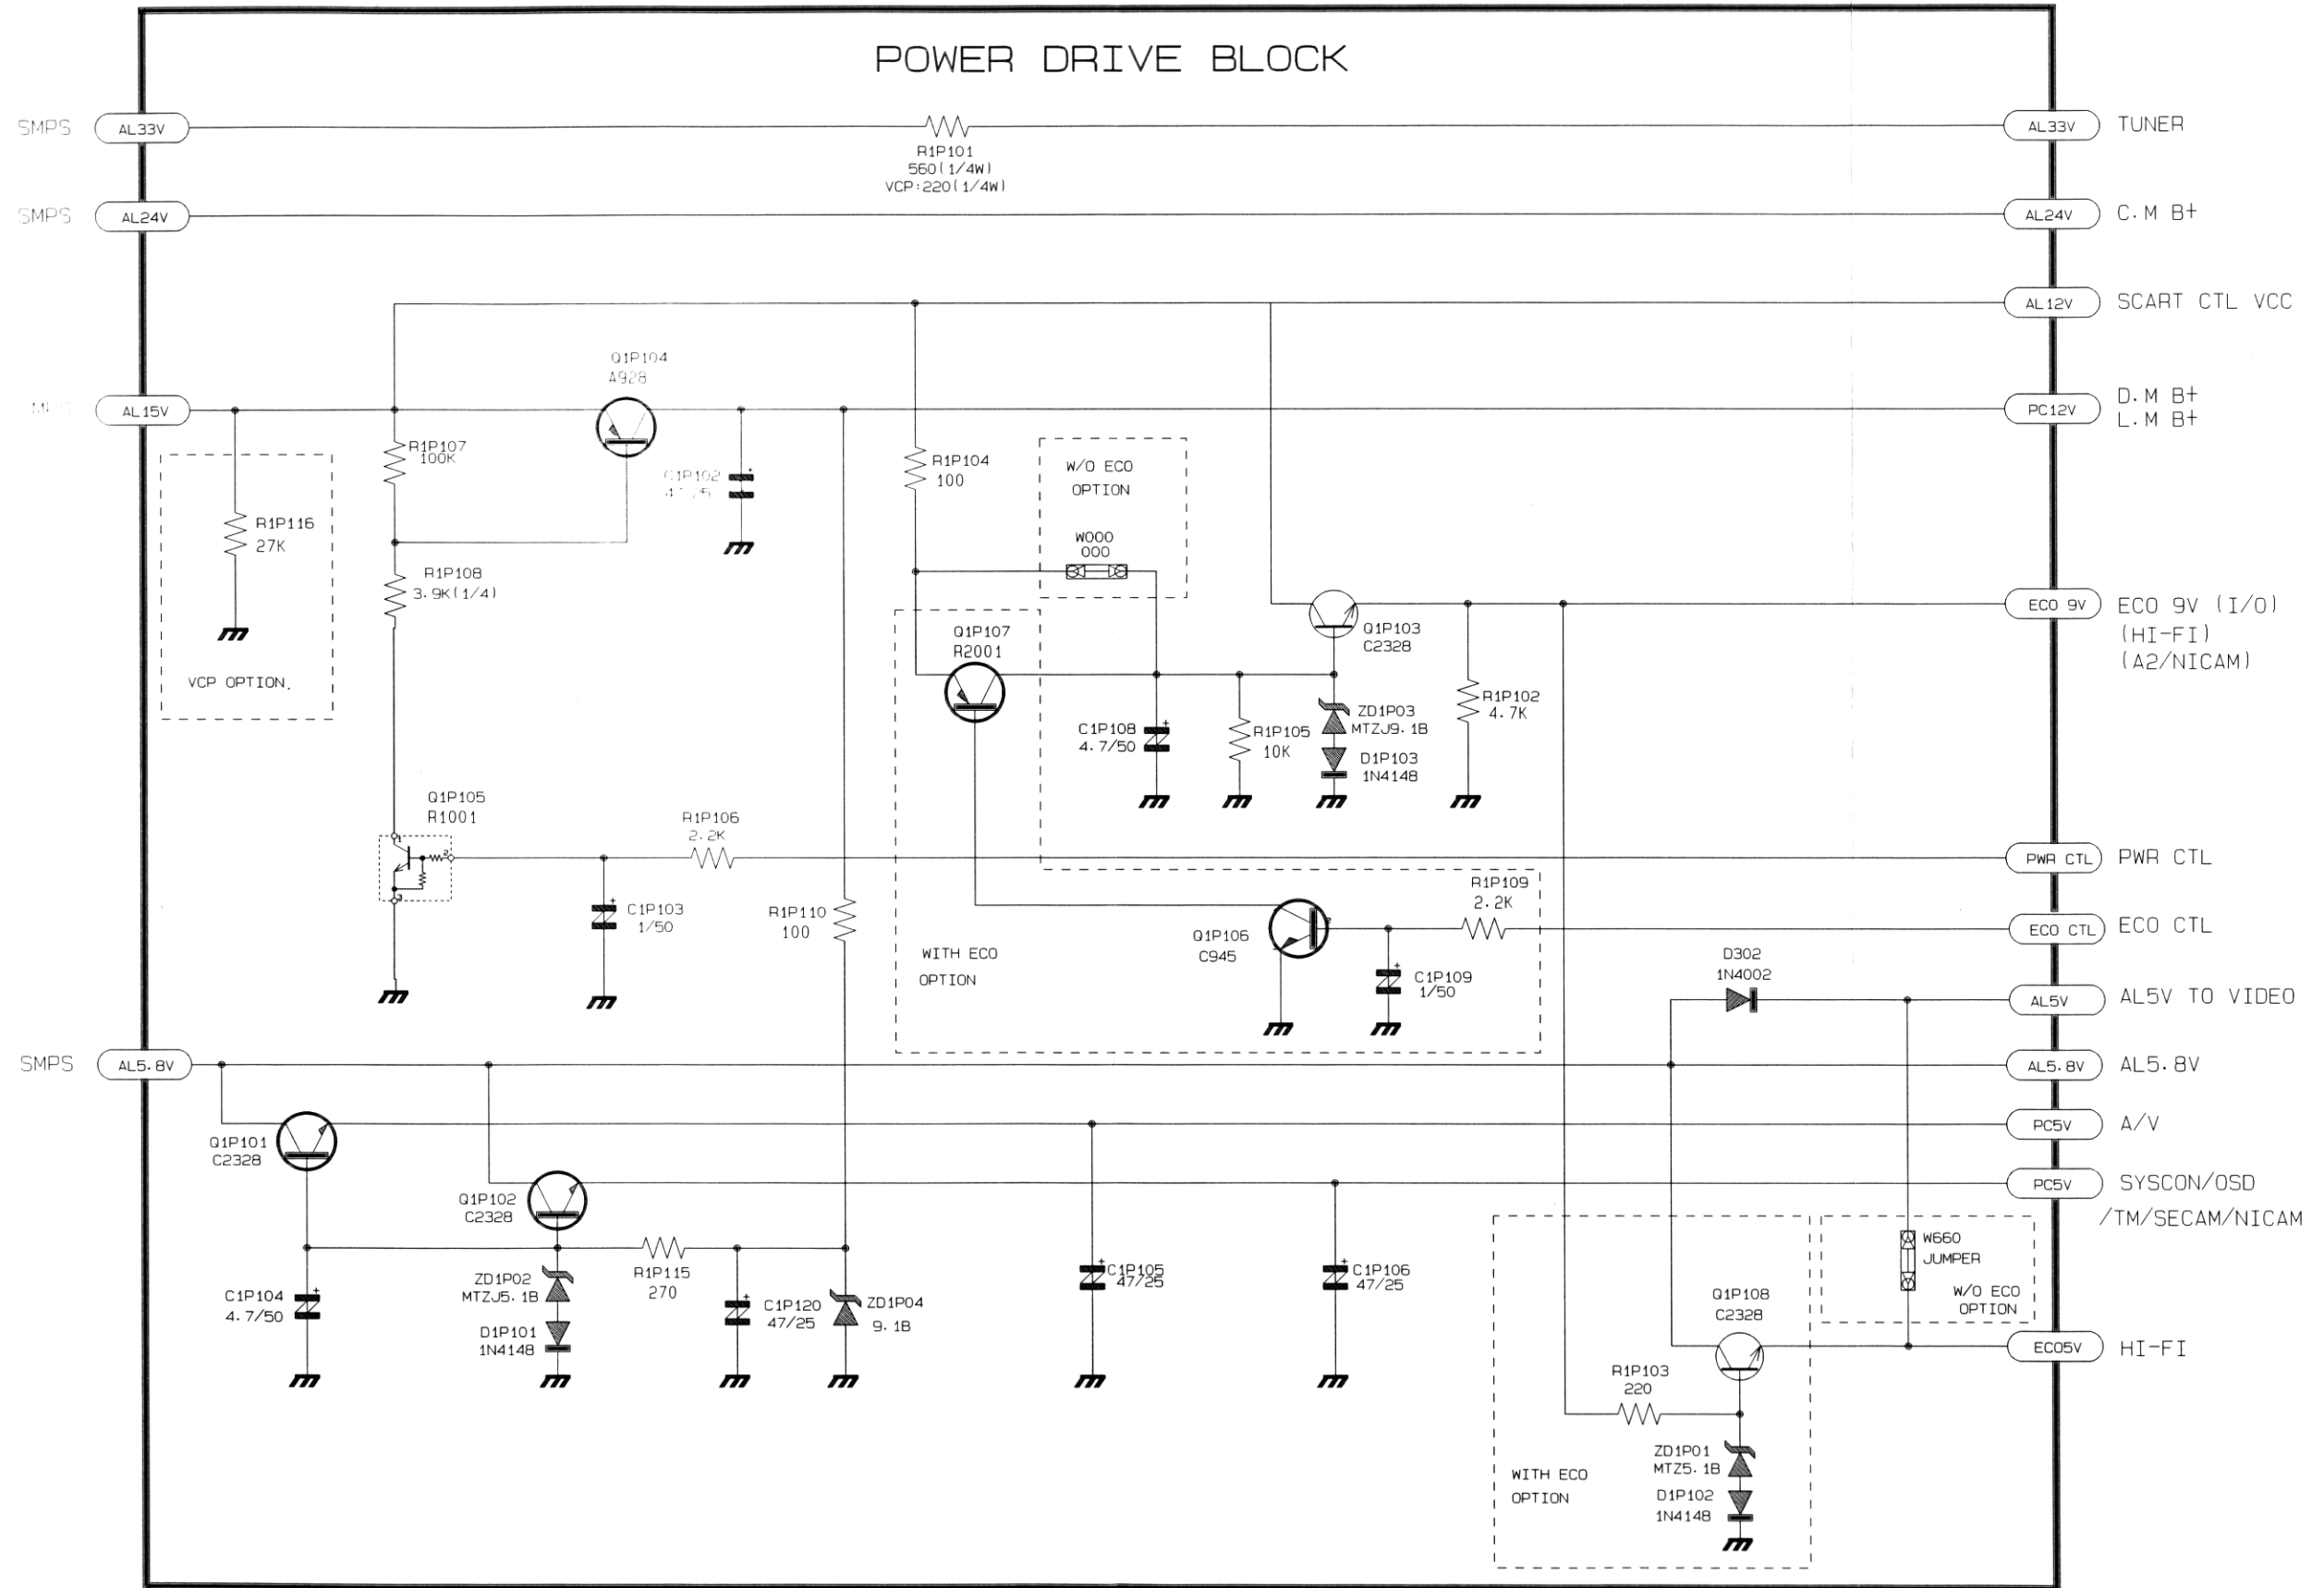 POWER DRIVE BLOCK
SMPS
AL33V
R1P101
560(1/4W)
VCP:220(1/4W)
AL33V
TUNER
SMPS
AL24V
AL24V
C.M B+
AL12V
SCART CTL VCC
Q1P104
A928
AL15V
PC12V
D.M B+
L.M B+
R1P107
100K
C1P102
R1P104
100
W/O ECO
OPTION
W000
000
R1P116
27K
VCP OPTION.
R1P108
3.9K(1/4)
Q1P107
R2001
Q1P103
C2328
ECO 9V
ECO 9V (I/O)
(HI-FI)
(A2/NICAM)
C1P108
4.7/50
R1P105
10K
ZD1P03
MTZJ9.1B
D1P103
1N4148
R1P102
4.7K
Q1P105
R1001
1
2
3
R1P106
2.2K
PWR CTL
PWR CTL
C1P103
1/50
R1P110
100
WITH ECO
OPTION
Q1P106
C945
R1P109
2.2K
C1P109
1/50
ECO CTL
ECO CTL
D302
1N4002
AL5V
AL5V TO VIDEO
SMPS
AL5.8V
AL5.8V
AL5.8V
Q1P101
C2328
PC5V
A/V
Q1P102
C2328
PC5V
SYSCON/OSD
/TM/SECAM/NICAM
C1P104
4.7/50
ZD1P02
MTZJ5.1B
D1P101
1N4148
R1P115
270
C1P120
47/25
ZD1P04
9.1B
C1P105
47/25
C1P106
47/25
W660
JUMPER
W/O ECO
OPTION
Q1P108
C2328
ECO5V
HI-FI
R1P103
220
ZD1P01
MTZ5.1B
D1P102
1N4148
WITH ECO
OPTION